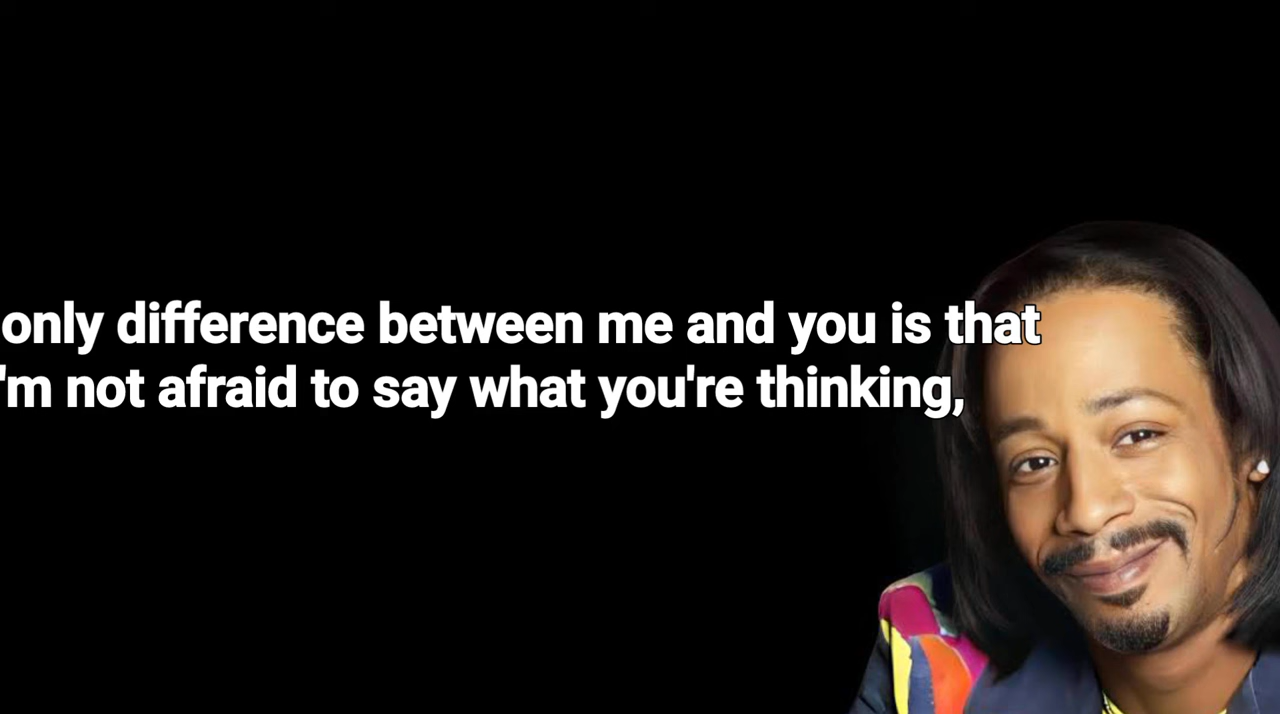 only difference between me and you is that
'm not afraid to say what you're thinking,